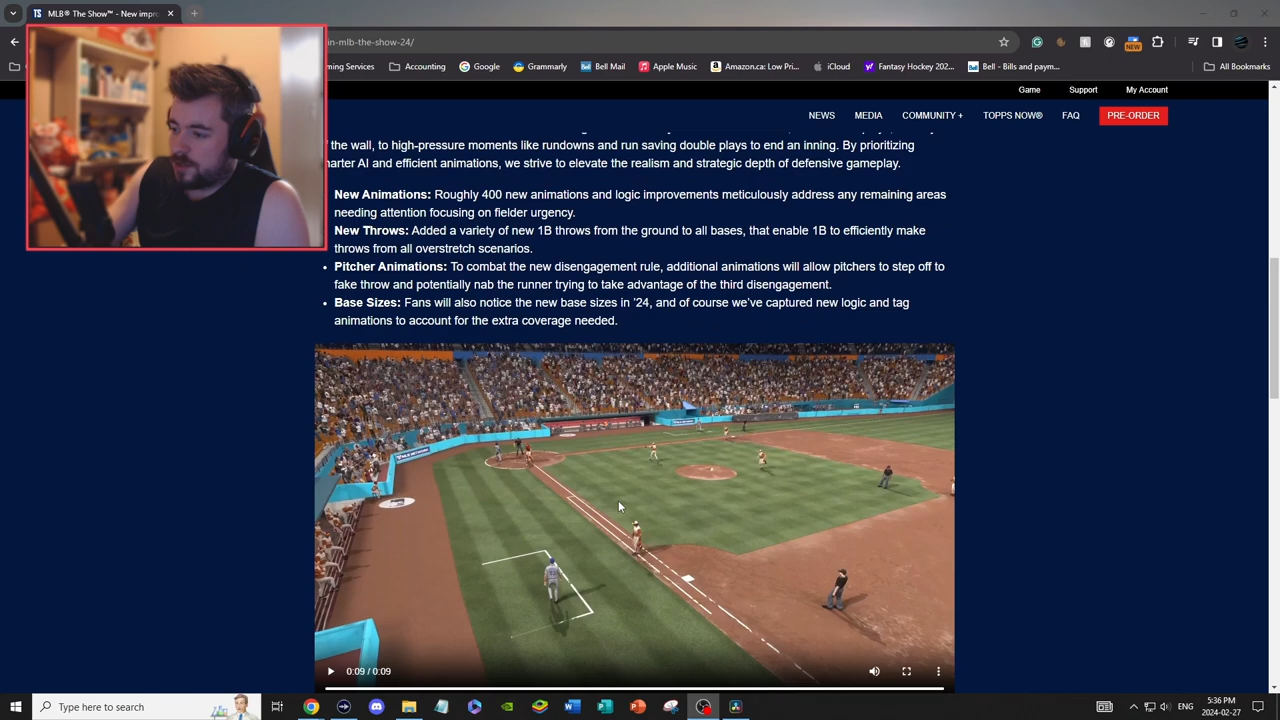 MLB® The Show™ - New impr
in-mlb-the-show-24/
NEW
ming Services
Accounting
Google
Grammarly
Bell Mail
Apple Music
Amazon.ca: Low Pri...
iCloud
Fantasy Hockey 202...
Bell - Bills and paym...
All Bookmarks
Game Support My Account
NEWS MEDIA COMMUNITY + TOPPS NOW® FAQ PRE-ORDER
the wall, to high-pressure moments like rundowns and run saving double plays to end an inning. By prioritizing
arter AI and efficient animations, we strive to elevate the realism and strategic depth of defensive gameplay.
New Animations: Roughly 400 new animations and logic improvements meticulously address any remaining areas
needing attention focusing on fielder urgency.
New Throws: Added a variety of new 1B throws from the ground to all bases, that enable 1B to efficiently make
throws from all overstretch scenarios.
• Pitcher Animations: To combat the new disengagement rule, additional animations will allow pitchers to step off to
fake throw and potentially nab the runner trying to take advantage of the third disengagement.
• Base Sizes: Fans will also notice the new base sizes in '24, and of course we've captured new logic and tag
animations to account for the extra coverage needed.
0:09 / 0:09
Type here to search
ENG
5:36 PM
2024-02-27